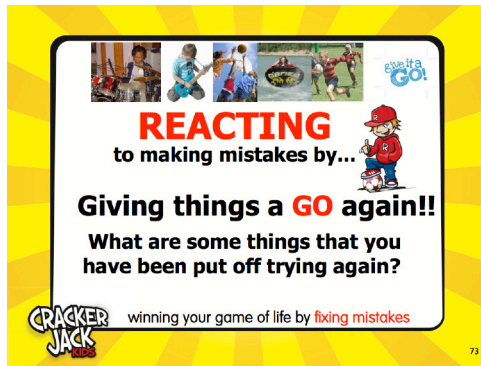 give it a
GO!
REACTING
to making mistakes by...
Giving things a GO again!!
What are some things that you
have been put off trying again?
CRACKER
JACK
KIDS
winning your game of life by fixing mistakes
73